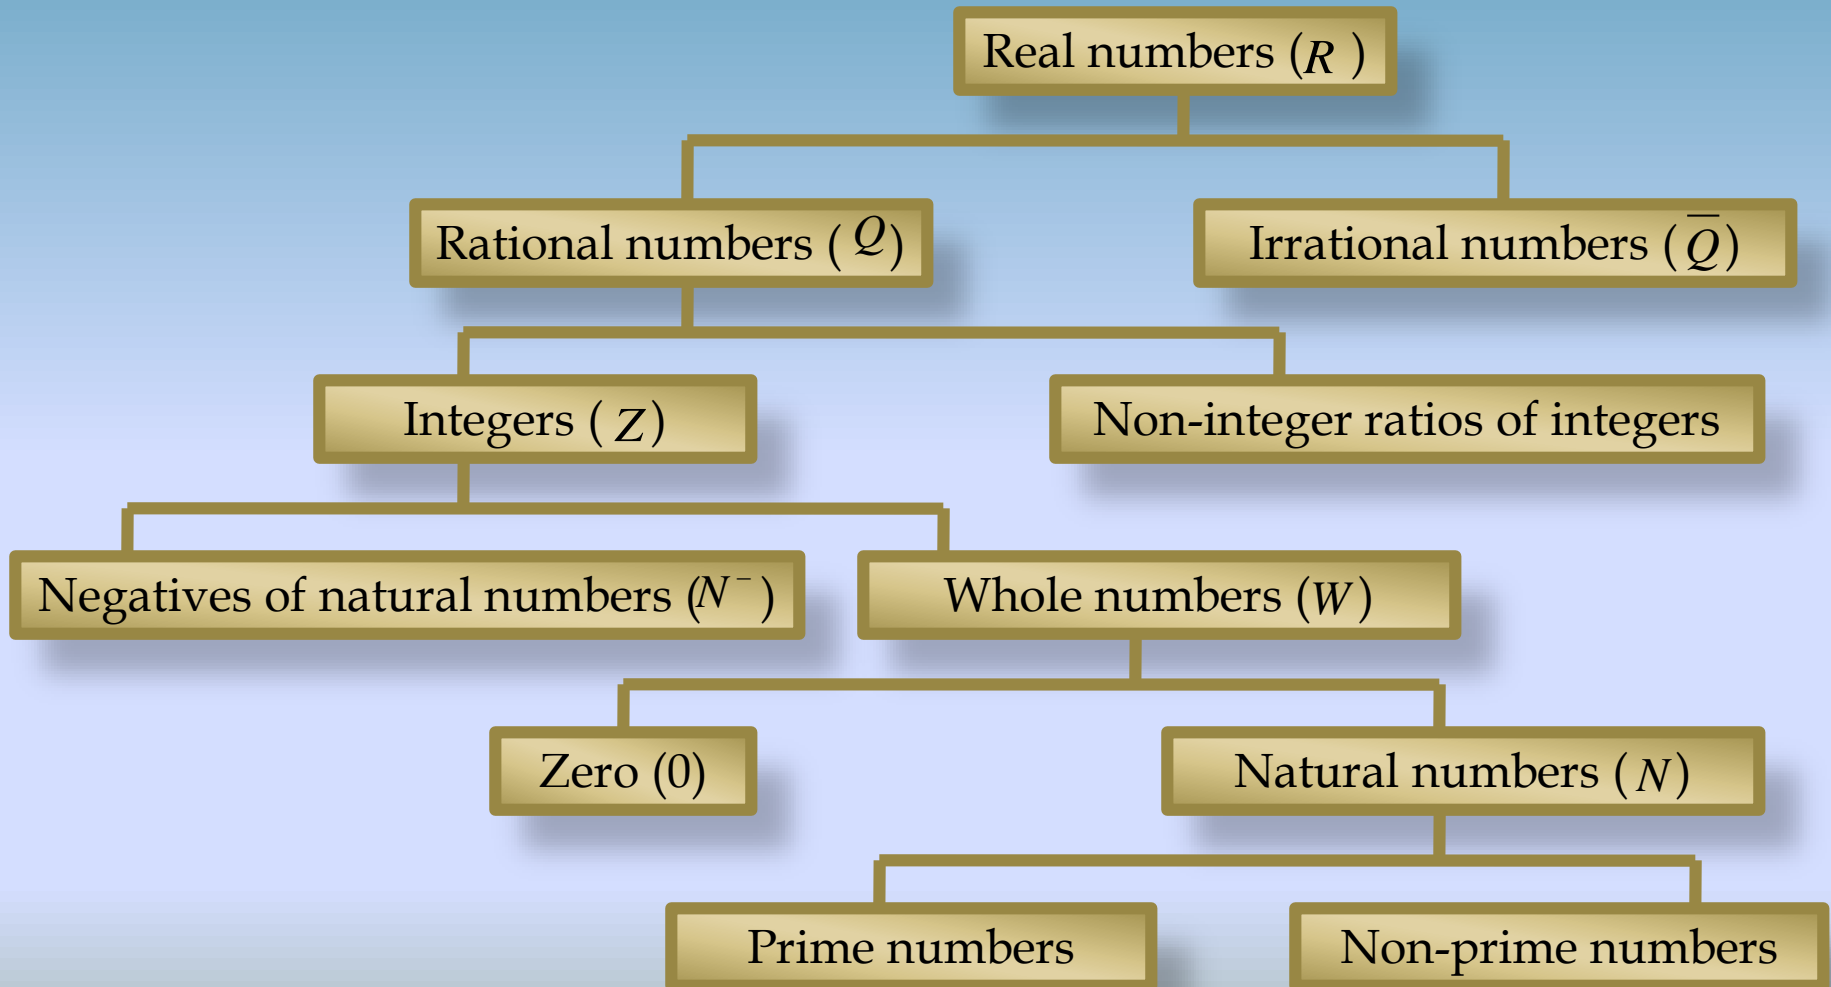 Real numbers (R )
Rational numbers ( Q)
Irrational numbers ( Q̅ )
Integers ( Z )
Non-integer ratios of integers
Negatives of natural numbers (N⁻ )
Whole numbers (W)
Zero (0)
Natural numbers ( N )
Prime numbers
Non-prime numbers